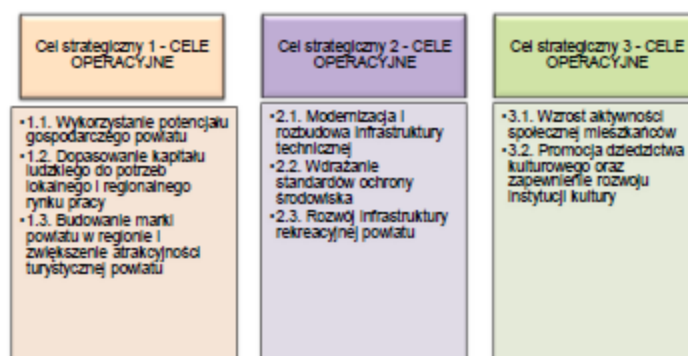 Cel strategiczny 1 - CELE
OPERACYJNE
•1.1. Wykorzystanie potencjału
gospodarczego powiatu
•1.2. Dopasowanie kapitału
ludzkiego do potrzeb
lokalnego i regionalnego
rynku pracy
•1.3. Budowanie marki
powiatu w regionie i
zwiększenie atrakcyjności
turystycznej powiatu
Cel strategiczny 2 - CELE
OPERACYJNE
•2.1. Modernizacja i
rozbudowa infrastruktury
technicznej
•2.2. Wdrażanie
standardów ochrony
środowiska
•2.3. Rozwój infrastruktury
rekreacyjnej powiatu
Cel strategiczny 3 - CELE
OPERACYJNE
•3.1. Wzrost aktywności
społecznej mieszkańców
•3.2. Promocja dziedzictwa
kulturowego oraz
zapewnienie rozwoju
instytucji kultury